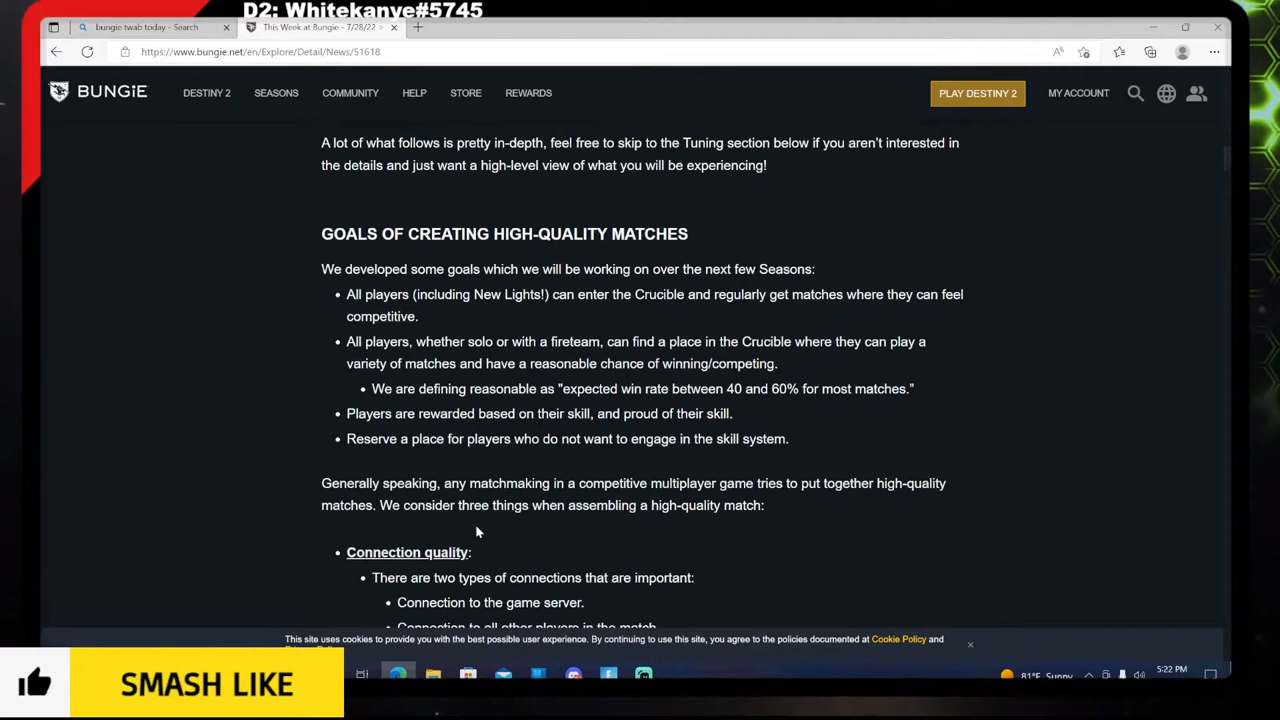 D2: Whitekanye#5745
bungie twab today - Search
This Week at Bungie - 7/28/22 >
https://www.bungie.net/en/Explore/Detail/News/51618
BUNGiE
DESTINY 2 SEASONS COMMUNITY HELP STORE REWARDS PLAY DESTINY 2 MY ACCOUNT
A lot of what follows is pretty in-depth, feel free to skip to the Tuning section below if you aren't interested in
the details and just want a high-level view of what you will be experiencing!
GOALS OF CREATING HIGH-QUALITY MATCHES
We developed some goals which we will be working on over the next few Seasons:
• All players (including New Lights!) can enter the Crucible and regularly get matches where they can feel
competitive.
• All players, whether solo or with a fireteam, can find a place in the Crucible where they can play a
variety of matches and have a reasonable chance of winning/competing.
• We are defining reasonable as "expected win rate between 40 and 60% for most matches."
• Players are rewarded based on their skill, and proud of their skill.
• Reserve a place for players who do not want to engage in the skill system.
Generally speaking, any matchmaking in a competitive multiplayer game tries to put together high-quality
matches. We consider three things when assembling a high-quality match:
• Connection quality:
• There are two types of connections that are important:
• Connection to the game server.
• Connection to all other players in the match
This site uses cookies to provide you with the best possible user experience. By continuing to use this site, you agree to the policies documented at Cookie Policy and
81°F Sunny
5:22 PM
SMASH LIKE